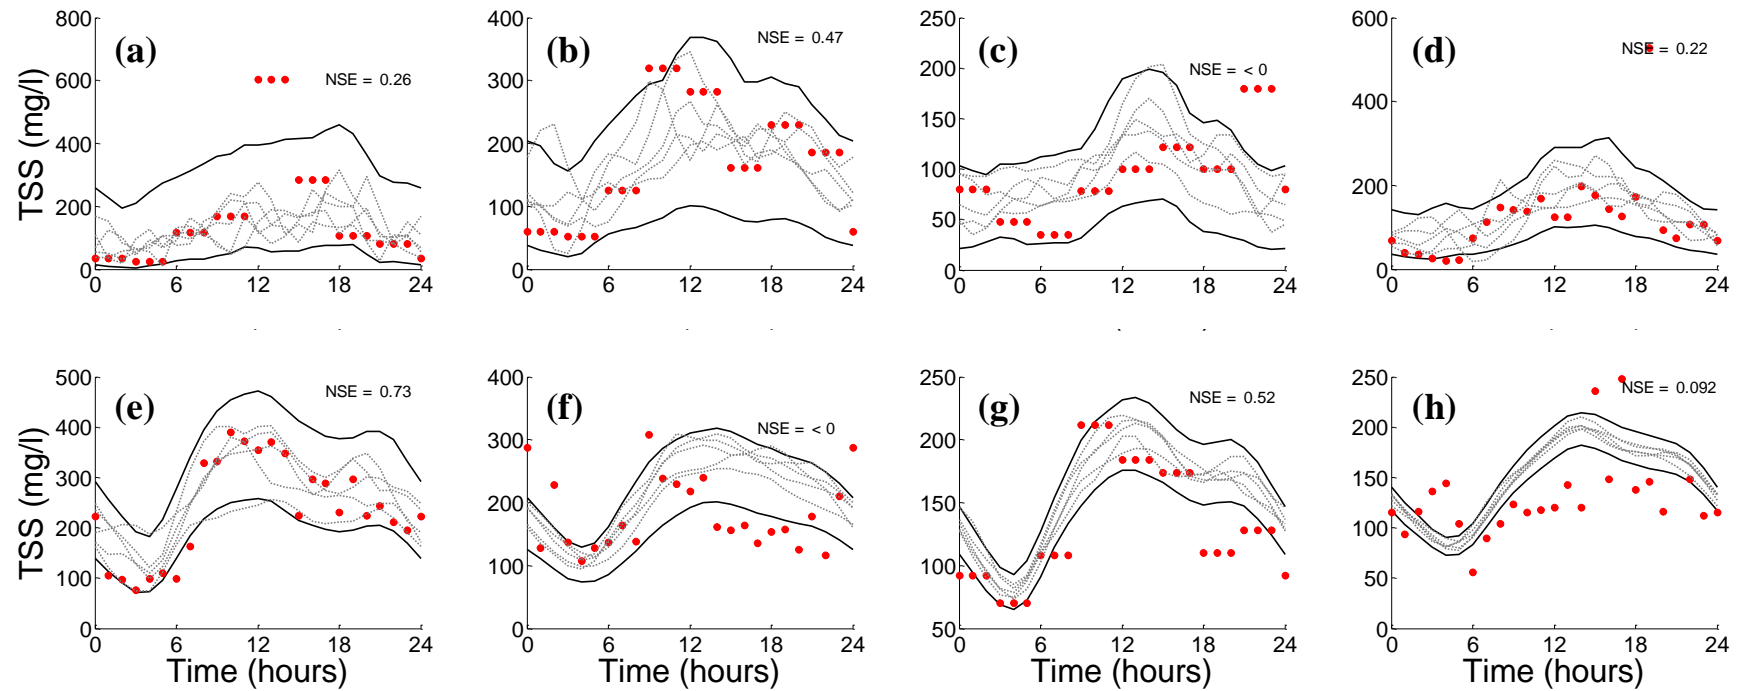 800
600
400
200
0
TSS (mg/l)
(a)
NSE = 0.26
0 6 12 18 24
400
300
200
100
0
(b)
NSE = 0.47
0 6 12 18 24
250
200
150
100
50
0
(c)
NSE = < 0
0 6 12 18 24
600
400
200
0
(d)
NSE = 0.22
0 6 12 18 24
500
400
300
200
100
0
TSS (mg/l)
(e)
NSE = 0.73
0 6 12 18 24
Time (hours)
400
300
200
100
0
(f)
NSE = < 0
0 6 12 18 24
Time (hours)
250
200
150
100
50
(g)
NSE = 0.52
0 6 12 18 24
Time (hours)
250
200
150
100
50
0
(h)
NSE = 0.092
0 6 12 18 24
Time (hours)